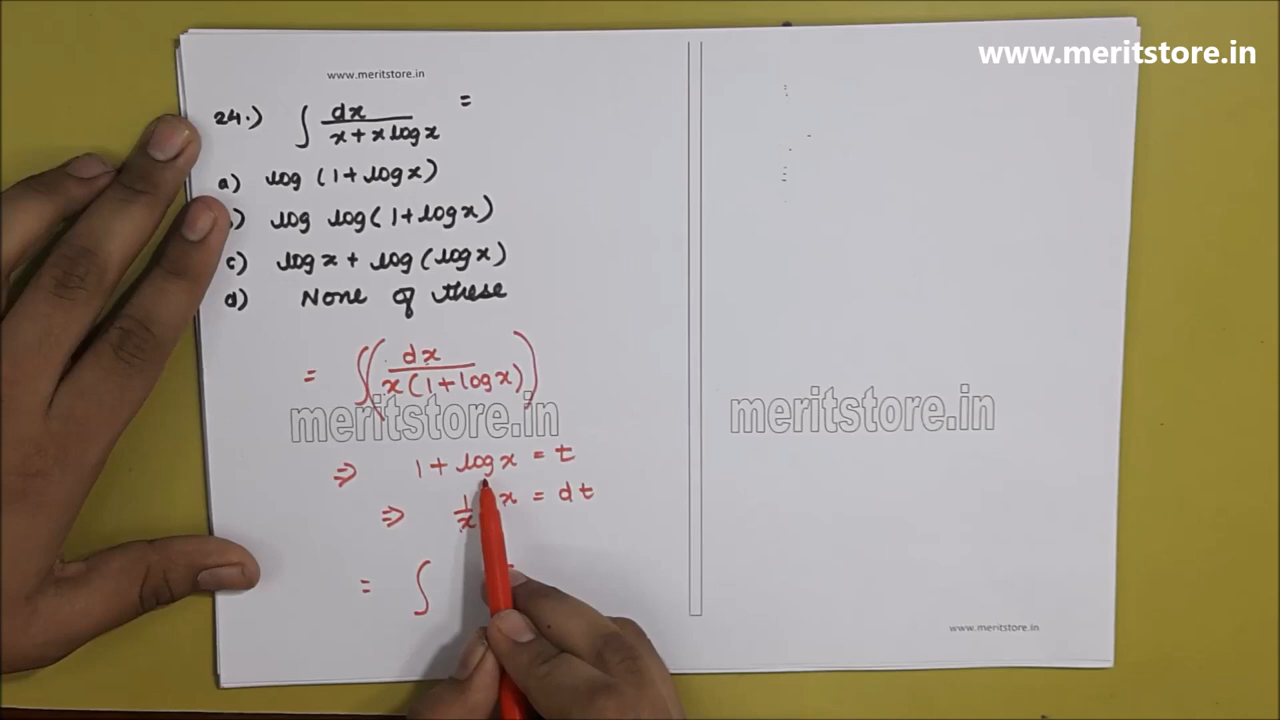 www.meritstore.in
www.meritstore.in
24.) ∫ dx / (x + x log x) =
a) log (1 + log x)
) log log (1 + log x)
c) log x + log (log x)
d) None of these
= ∫ ( dx / x(1 + log x) )
meritstore.in meritstore.in
⇒ 1 + log x = t
⇒ 1/x x = dt
= ∫
www.meritstore.in